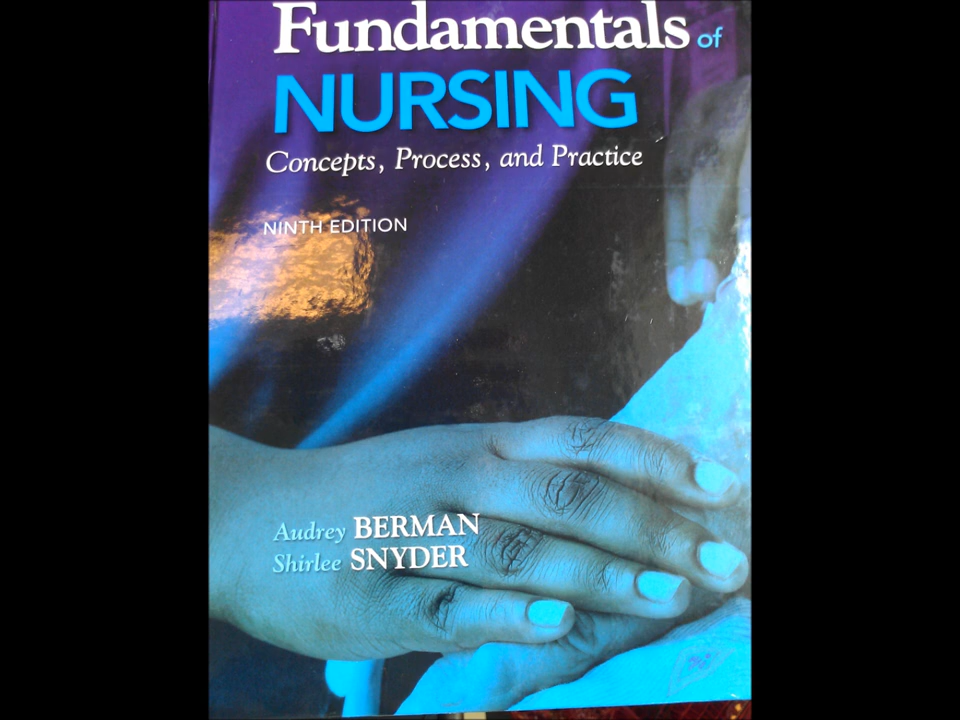 Fundamentals of
NURSING
Concepts, Process, and Practice
NINTH EDITION
Audrey BERMAN
Shirlee SNYDER